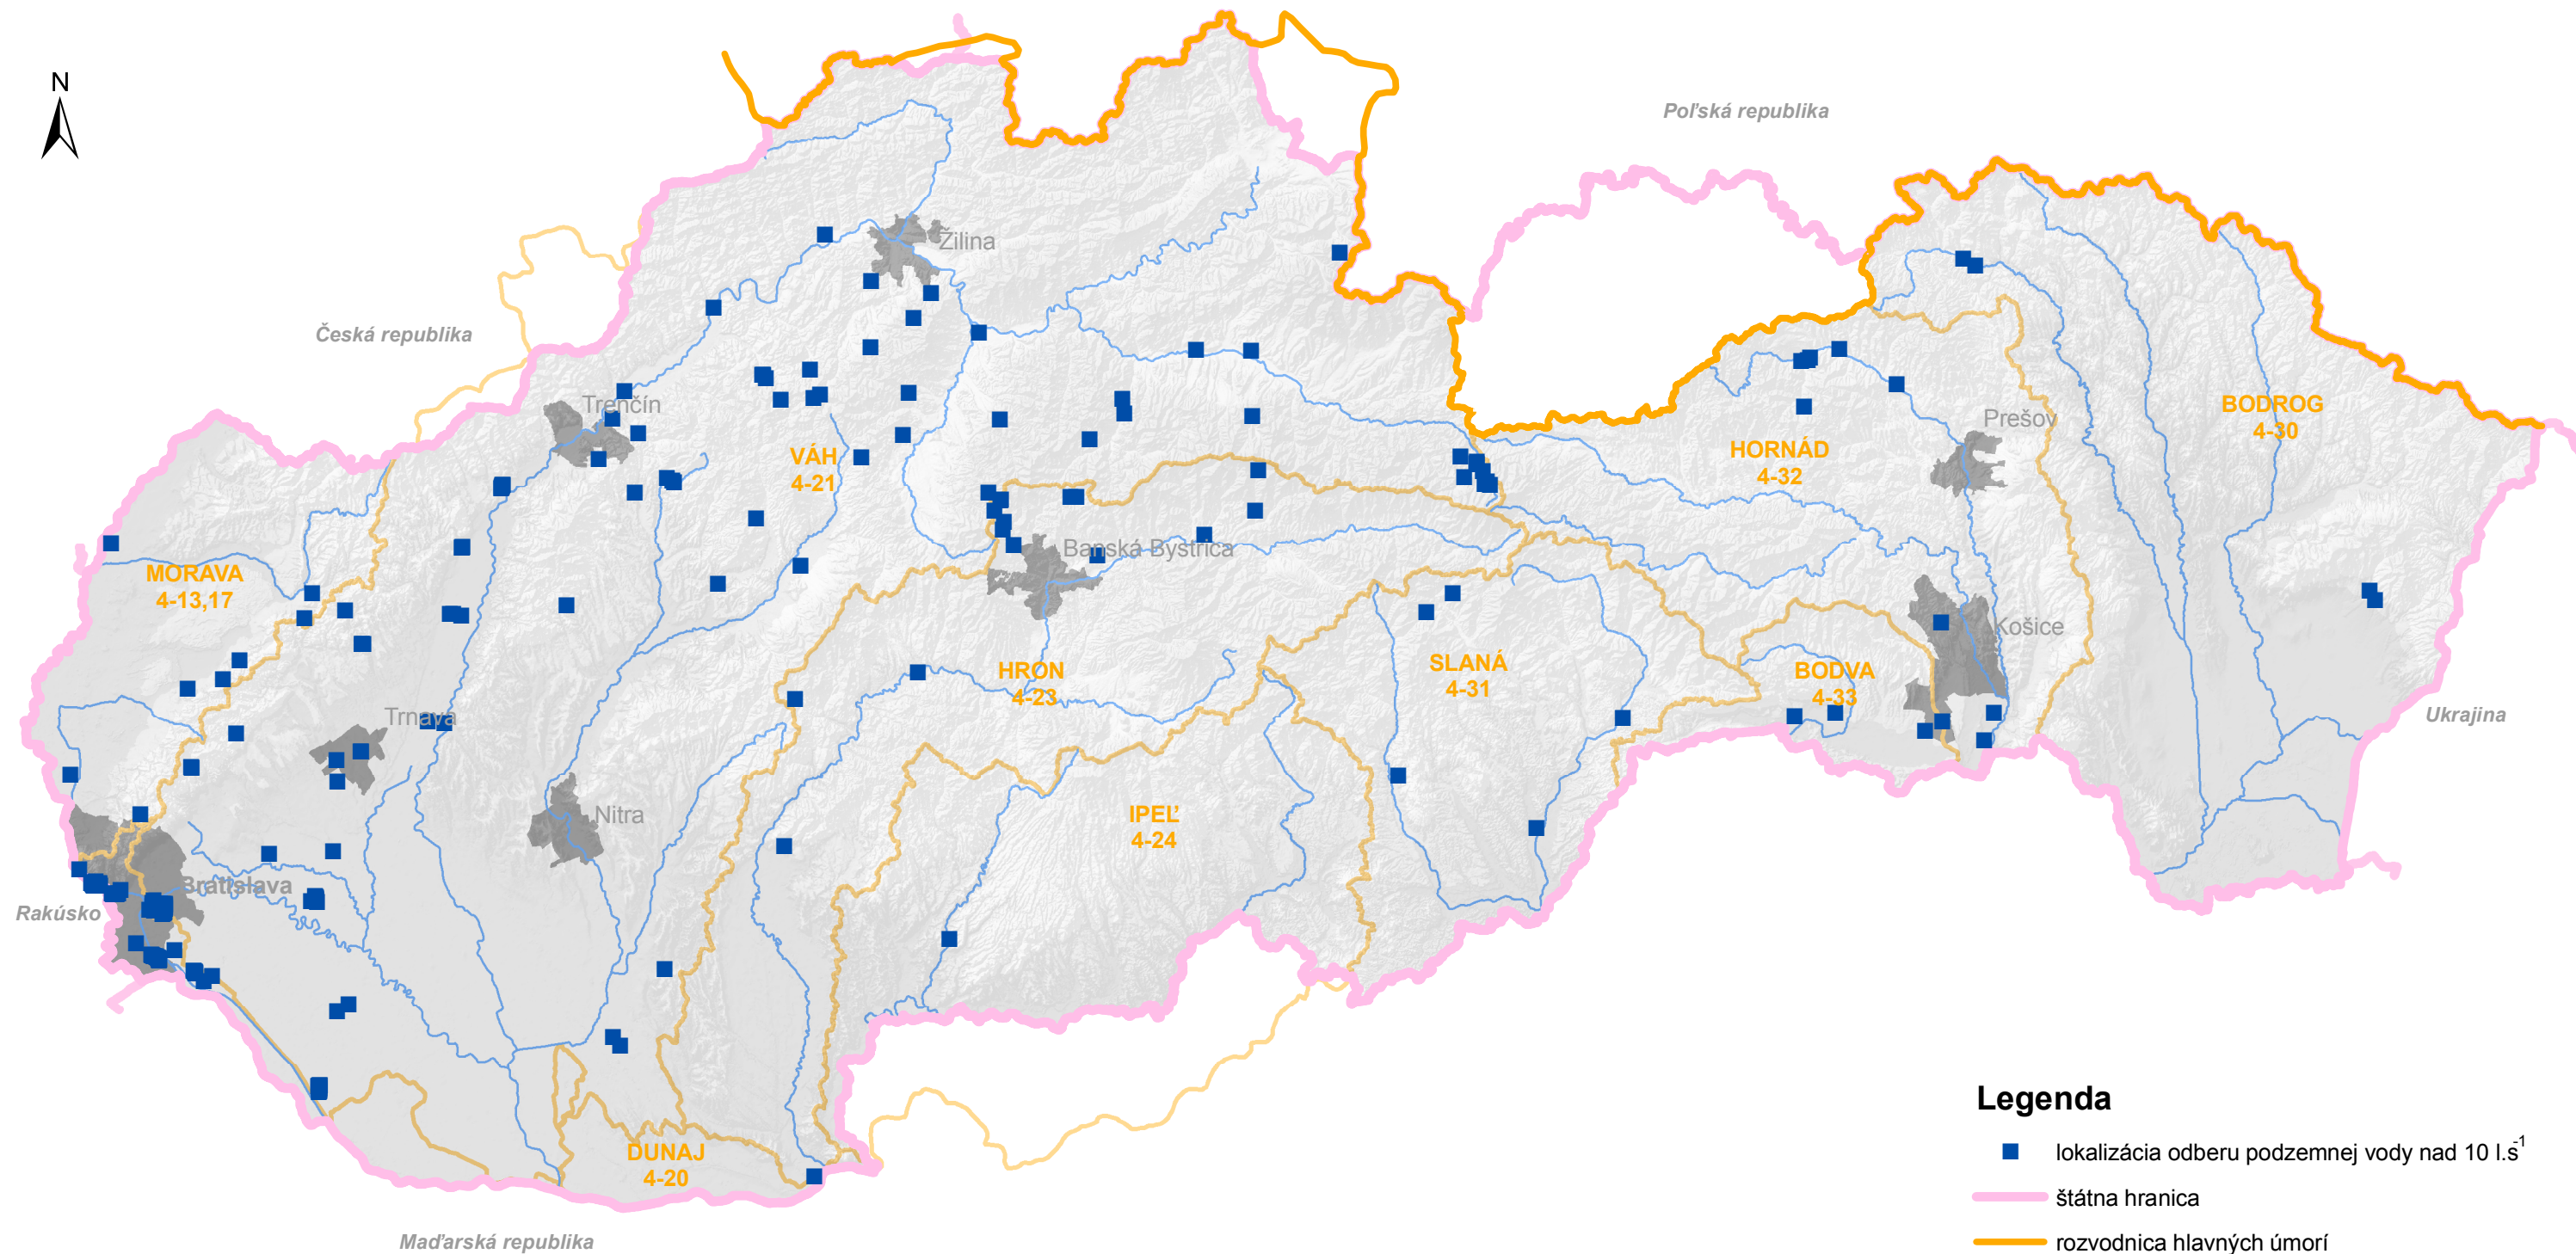 N
Poľská republika
Žilina
Česká republika
Trenčín
BODROG
4-30
Prešov
HORNÁD
4-32
VÁH
4-21
Banská Bystrica
MORAVA
4-13,17
Košice
SLANÁ
4-31
HRON
4-23
BODVA
4-33
Trnava
Ukrajina
Nitra
IPEĽ
4-24
Bratislava
Rakúsko
DUNAJ
4-20
Maďarská republika
Legenda
lokalizácia odberu podzemnej vody nad 10 l.s-1
štátna hranica
rozvodnica hlavných úmorí